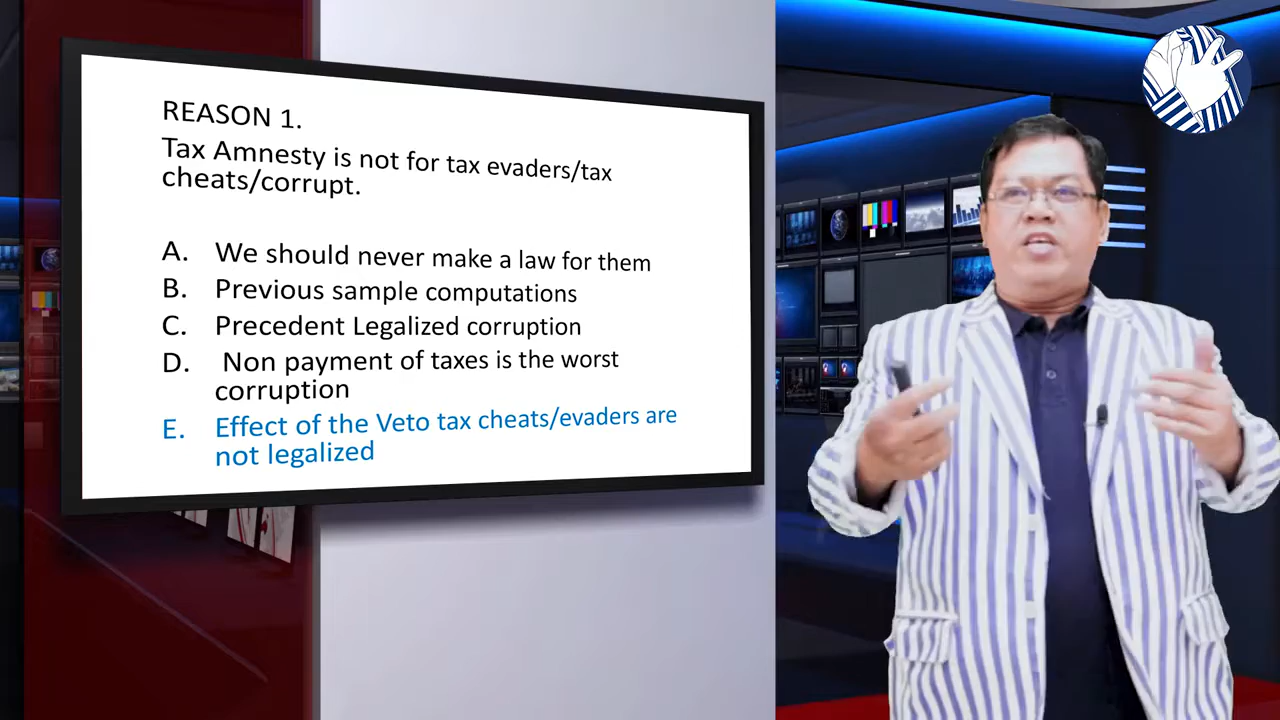 REASON 1.
Tax Amnesty is not for tax evaders/tax
cheats/corrupt.
A. We should never make a law for them
B. Previous sample computations
C. Precedent Legalized corruption
D. Non payment of taxes is the worst
corruption
E. Effect of the Veto tax cheats/evaders are
not legalized